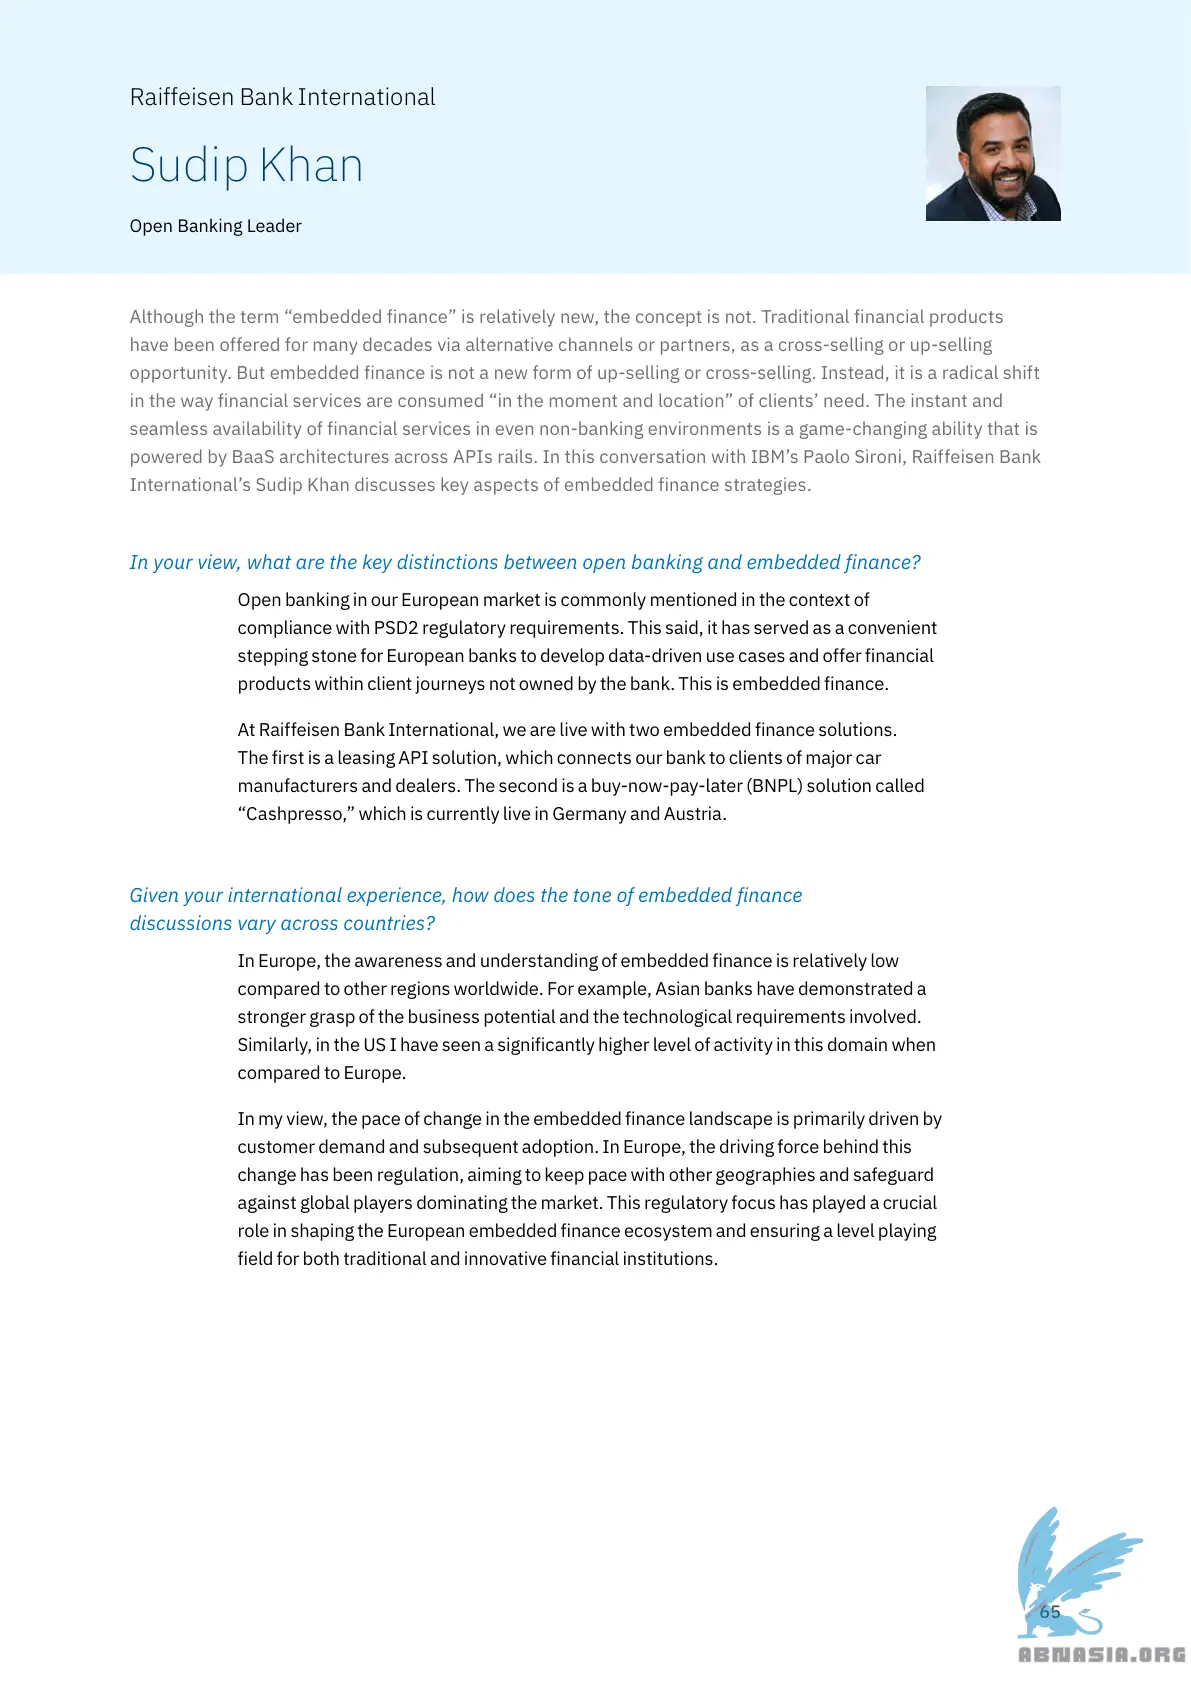 Raiffeisen Bank International
Sudip Khan
Open Banking Leader
Although the term “embedded finance” is relatively new, the concept is not. Traditional financial products
have been offered for many decades via alternative channels or partners, as a cross-selling or up-selling
opportunity. But embedded finance is not a new form of up-selling or cross-selling. Instead, it is a radical shift
in the way financial services are consumed “in the moment and location” of clients’ need. The instant and
seamless availability of financial services in even non-banking environments is a game-changing ability that is
powered by BaaS architectures across APIs rails. In this conversation with IBM’s Paolo Sironi, Raiffeisen Bank
International’s Sudip Khan discusses key aspects of embedded finance strategies.
In your view, what are the key distinctions between open banking and embedded finance?
Open banking in our European market is commonly mentioned in the context of
compliance with PSD2 regulatory requirements. This said, it has served as a convenient
stepping stone for European banks to develop data-driven use cases and offer financial
products within client journeys not owned by the bank. This is embedded finance.
At Raiffeisen Bank International, we are live with two embedded finance solutions.
The first is a leasing API solution, which connects our bank to clients of major car
manufacturers and dealers. The second is a buy-now-pay-later (BNPL) solution called
“Cashpresso,” which is currently live in Germany and Austria.
Given your international experience, how does the tone of embedded finance
discussions vary across countries?
In Europe, the awareness and understanding of embedded finance is relatively low
compared to other regions worldwide. For example, Asian banks have demonstrated a
stronger grasp of the business potential and the technological requirements involved.
Similarly, in the US I have seen a significantly higher level of activity in this domain when
compared to Europe.
In my view, the pace of change in the embedded finance landscape is primarily driven by
customer demand and subsequent adoption. In Europe, the driving force behind this
change has been regulation, aiming to keep pace with other geographies and safeguard
against global players dominating the market. This regulatory focus has played a crucial
role in shaping the European embedded finance ecosystem and ensuring a level playing
field for both traditional and innovative financial institutions.
65
ABNASIA.ORG